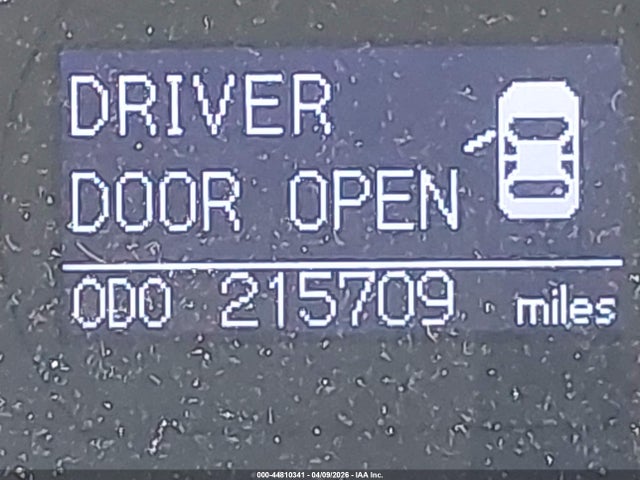 DRIVER
DOOR OPEN
ODO 215709 miles
000-44810341 - 04/09/2026 - IAA Inc.